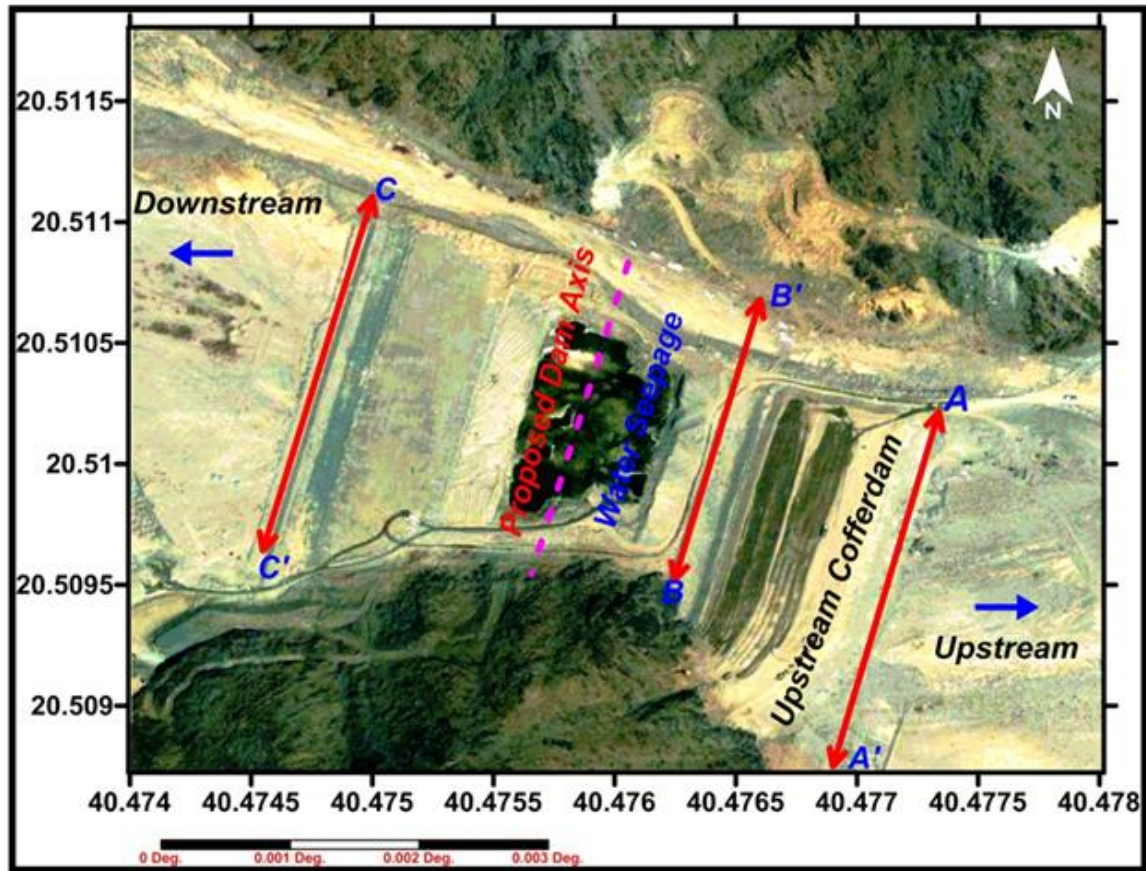 N
20.5115
20.511
20.5105
20.51
20.5095
20.509
Downstream
C
C'
Proposed Dam Axis
Water Seepage
B'
B
A
A'
Upstream Cofferdam
Upstream
40.474
40.4745
40.475
40.4755
40.476
40.4765
40.477
40.4775
40.478
0 Deg.
0.001 Deg.
0.002 Deg.
0.003 Deg.